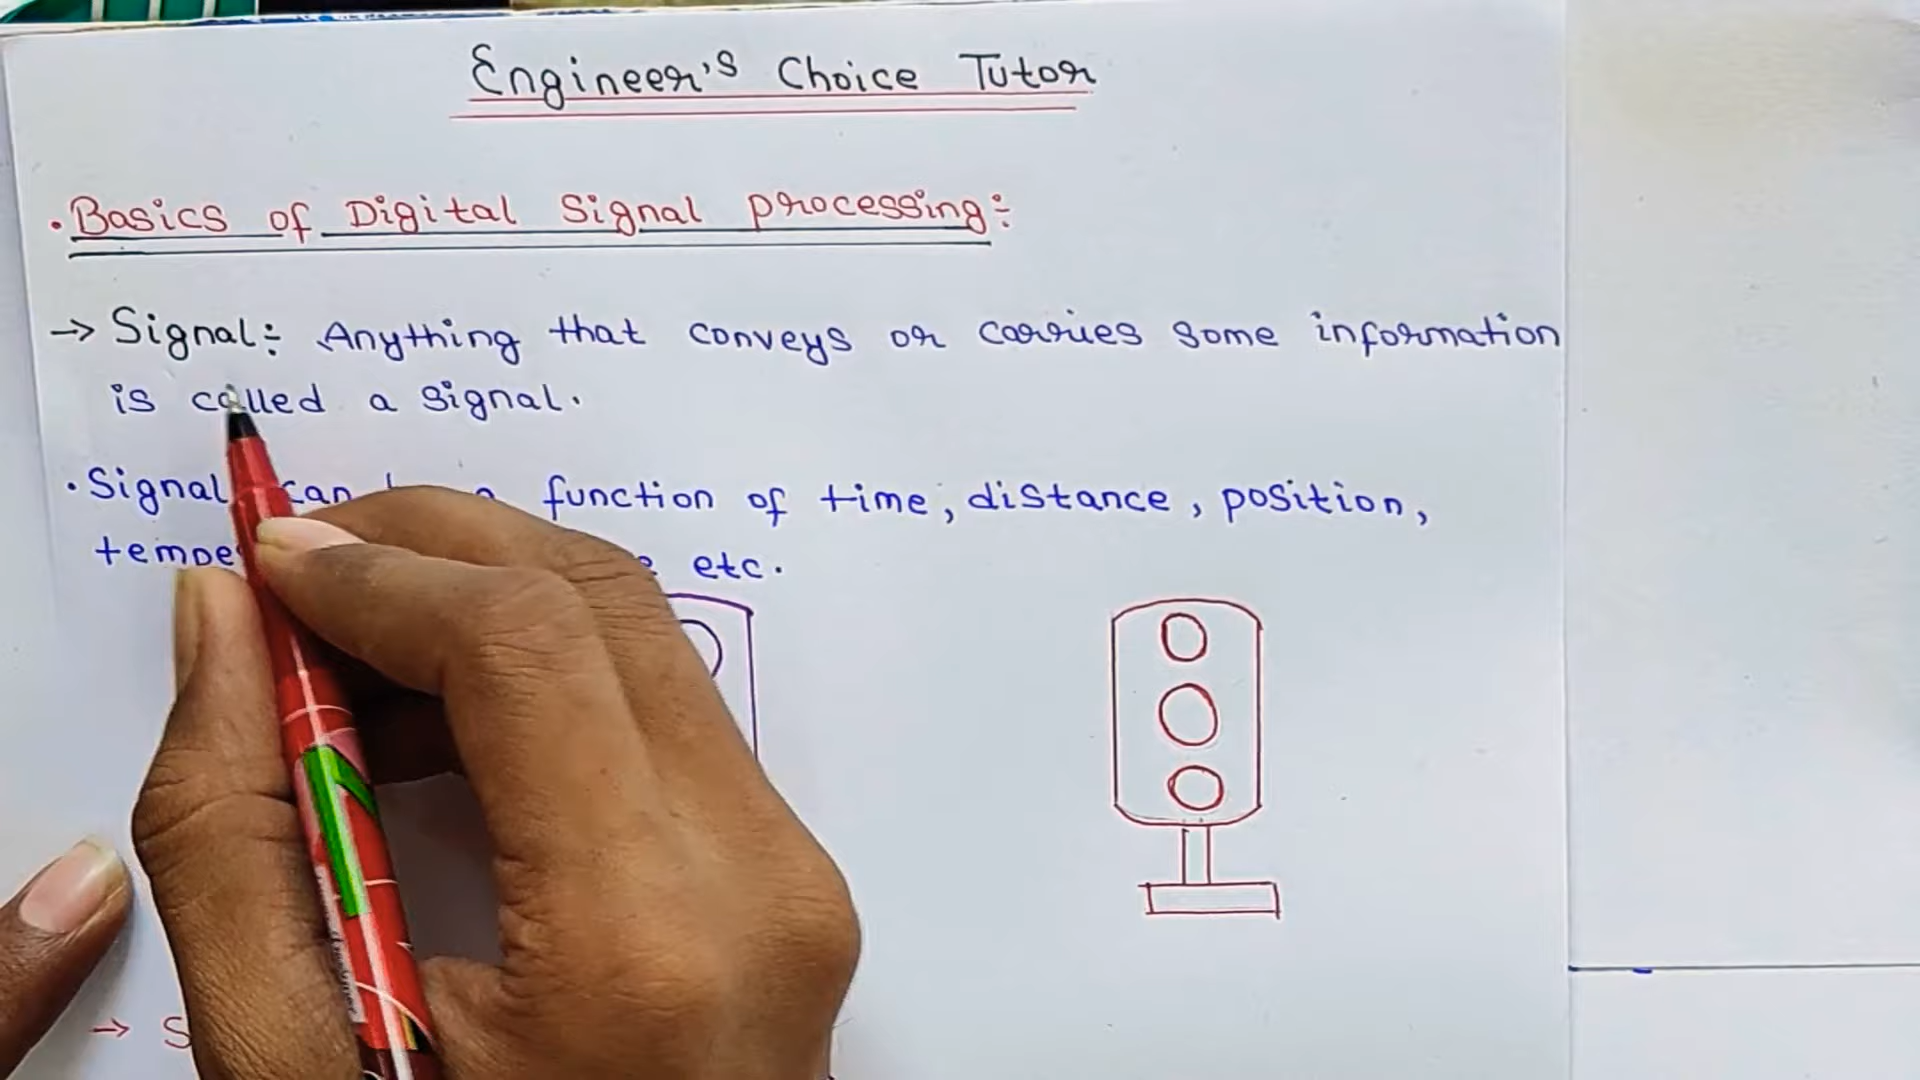 Engineer's Choice Tutor
• Basics of Digital Signal processing:
→ Signal: Anything that conveys or carries some information
is called a signal.
• Signal can function of time, distance, position,
etc.
→